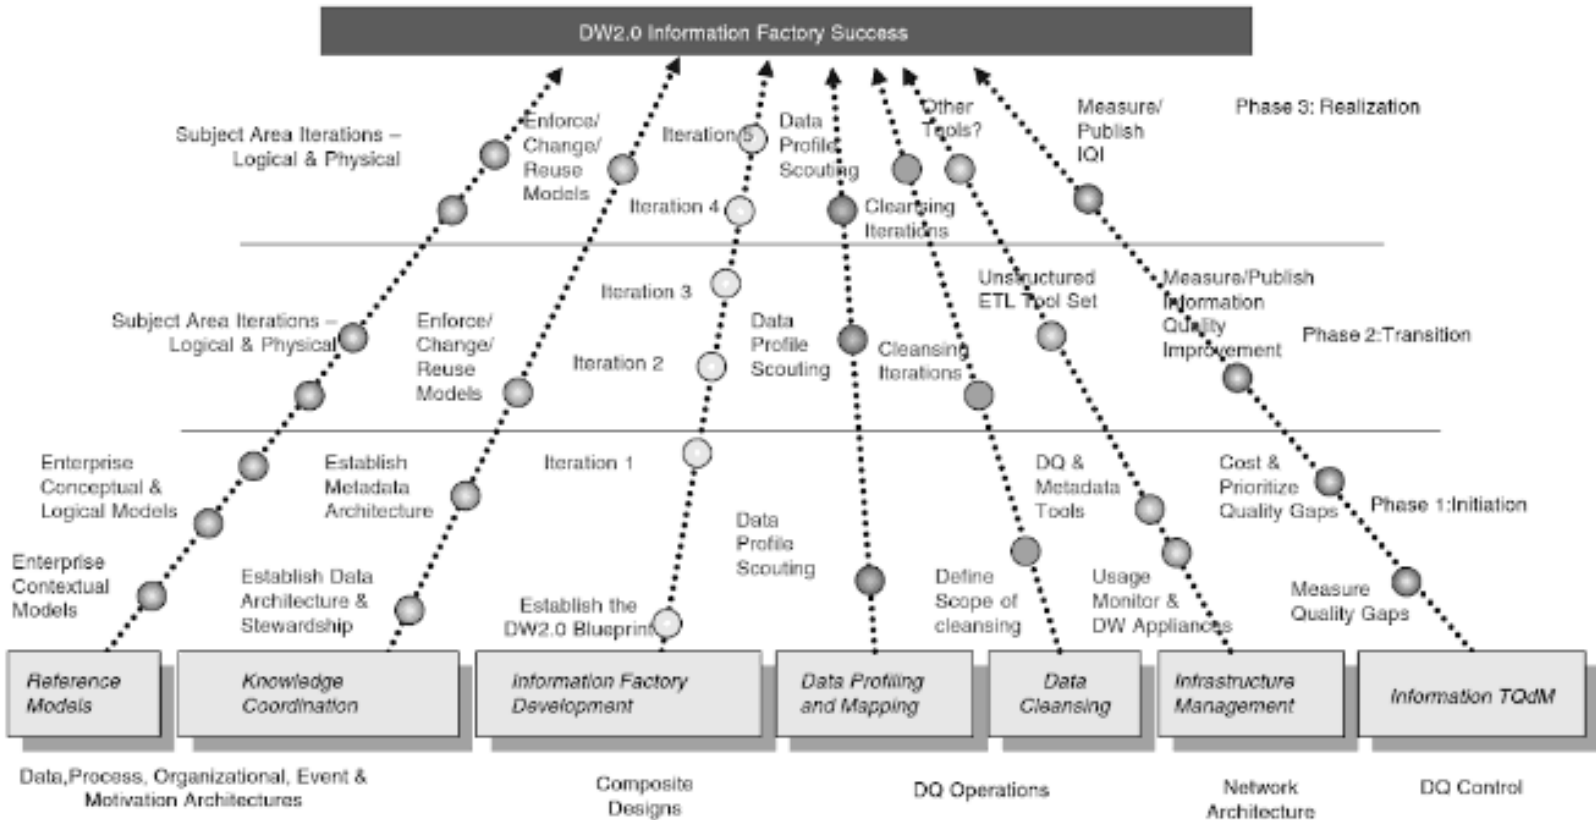 DW2.0 Information Factory Success
Subject Area Iterations –
Logical & Physical
Enforce/
Change/
Reuse
Models
Iteration 5
Iteration 4
Data
Profile
Scouting
Cleansing
Iterations
Other
Tools?
Measure/
Publish
IQI
Phase 3: Realization
Subject Area Iterations –
Logical & Physical
Enforce/
Change/
Reuse
Models
Iteration 3
Iteration 2
Data
Profile
Scouting
Cleansing
Iterations
Unstructured
ETL Tool Set
Measure/Publish
Information
Quality
Improvement
Phase 2:Transition
Enterprise
Conceptual &
Logical Models
Enterprise
Contextual
Models
Establish
Metadata
Architecture
Establish Data
Architecture &
Stewardship
Iteration 1
Establish the
DW2.0 Blueprint
Data
Profile
Scouting
Define
Scope of
cleansing
DQ &
Metadata
Tools
Usage
Monitor &
DW Appliances
Cost &
Prioritize
Quality Gaps
Measure
Quality Gaps
Phase 1:Initiation
Reference
Models
Knowledge
Coordination
Information Factory
Development
Data Profiling
and Mapping
Data
Cleansing
Infrastructure
Management
Information TQdM
Data,Process, Organizational, Event &
Motivation Architectures
Composite
Designs
DQ Operations
Network
Architecture
DQ Control